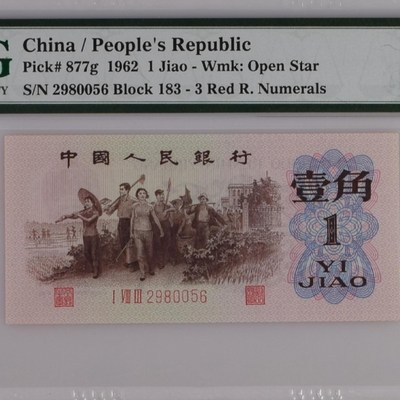 G
TY
China / People's Republic
Pick# 877g 1962 1 Jiao - Wmk: Open Star
S/N 2980056 Block 183 - 3 Red R. Numerals
中國人民銀行
壹角
1
YI
JIAO
I VIII III 2980056